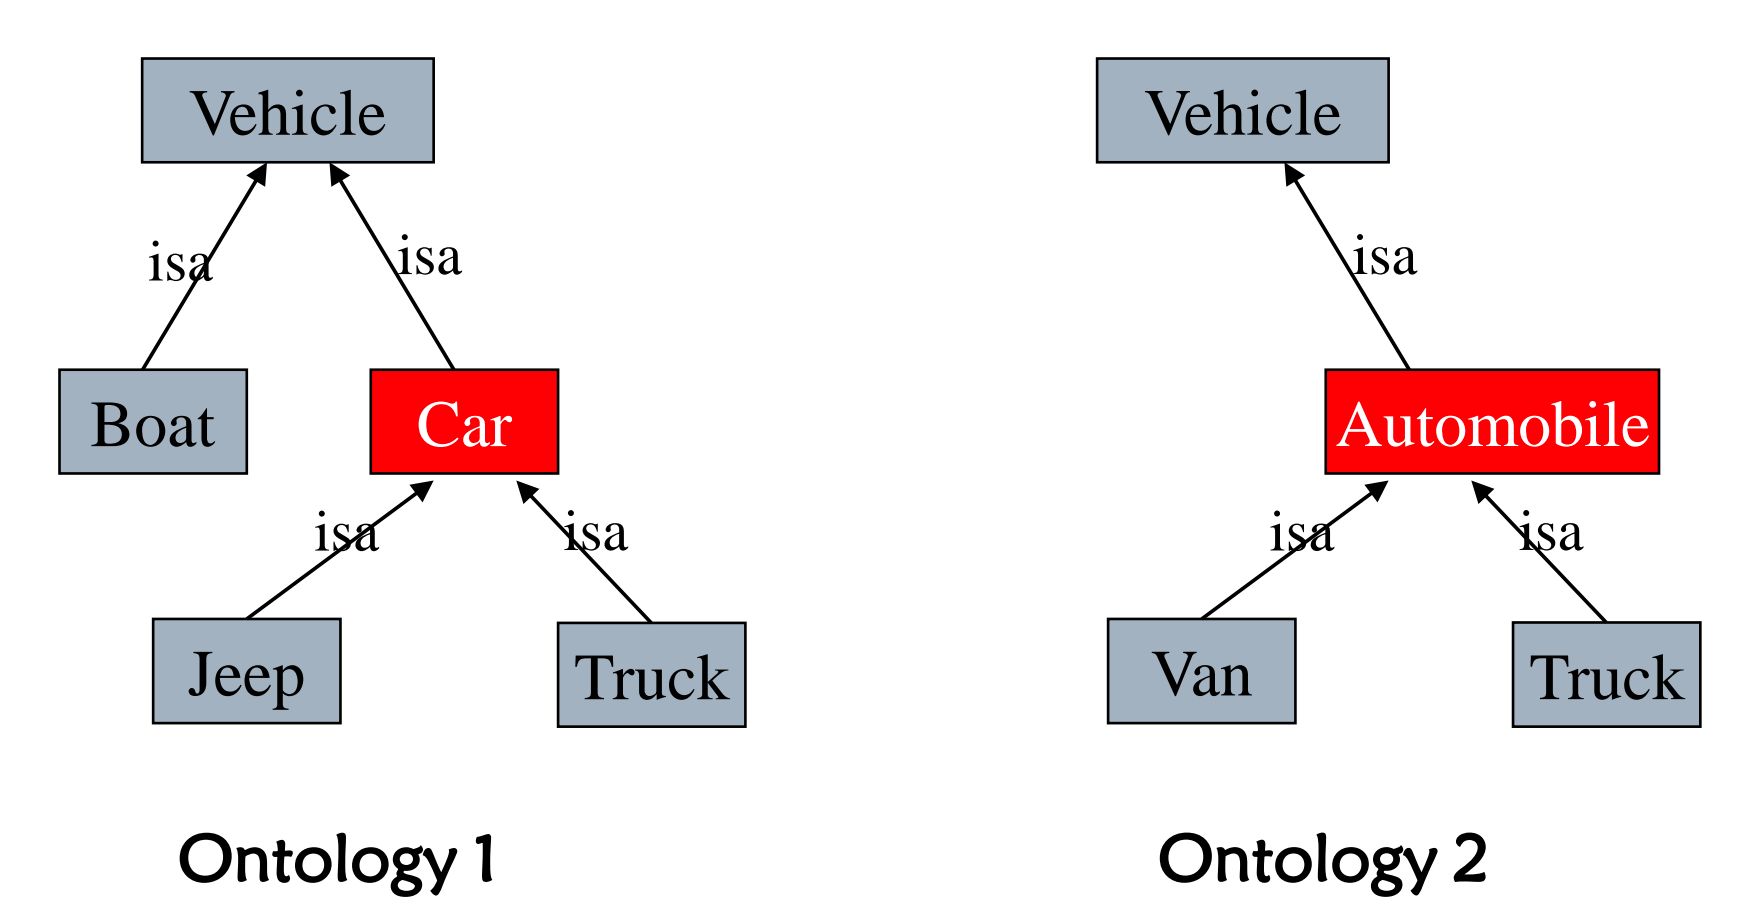 Vehicle
Vehicle
isa
isa
isa
Boat
Car
Automobile
isa
isa
isa
isa
Jeep
Truck
Van
Truck
Ontology 1
Ontology 2